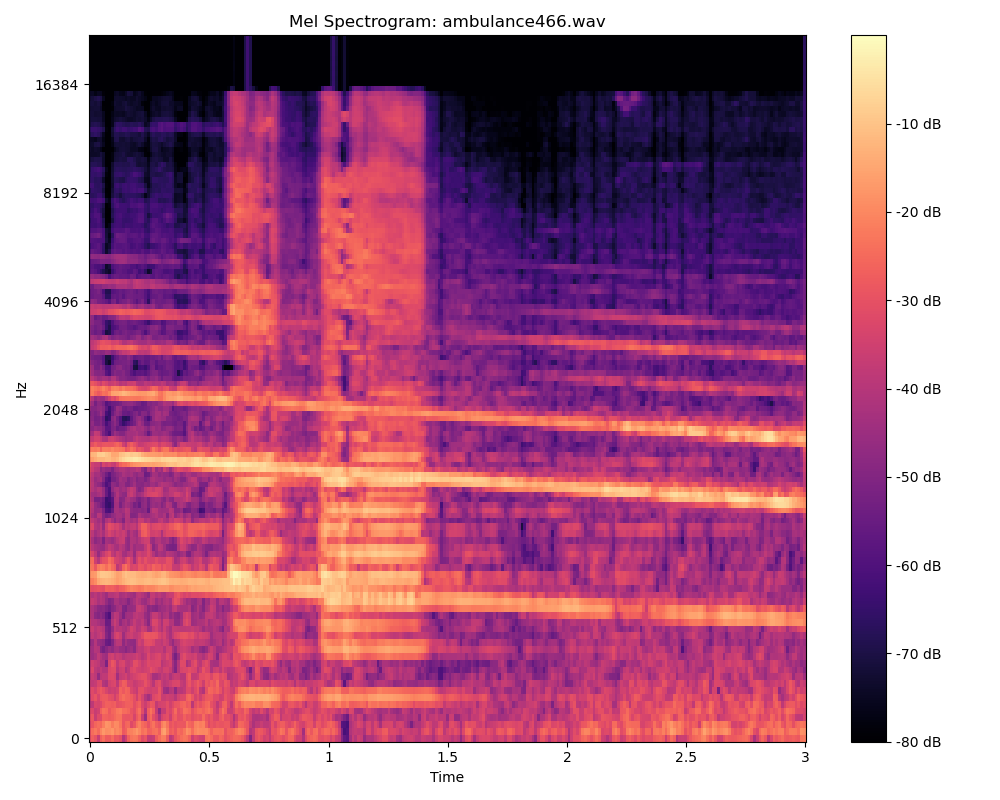 Mel Spectrogram: ambulance466.wav
16384
8192
4096
2048
1024
512
0
Hz
0
0.5
1
1.5
2
2.5
3
Time
-10 dB
-20 dB
-30 dB
-40 dB
-50 dB
-60 dB
-70 dB
-80 dB